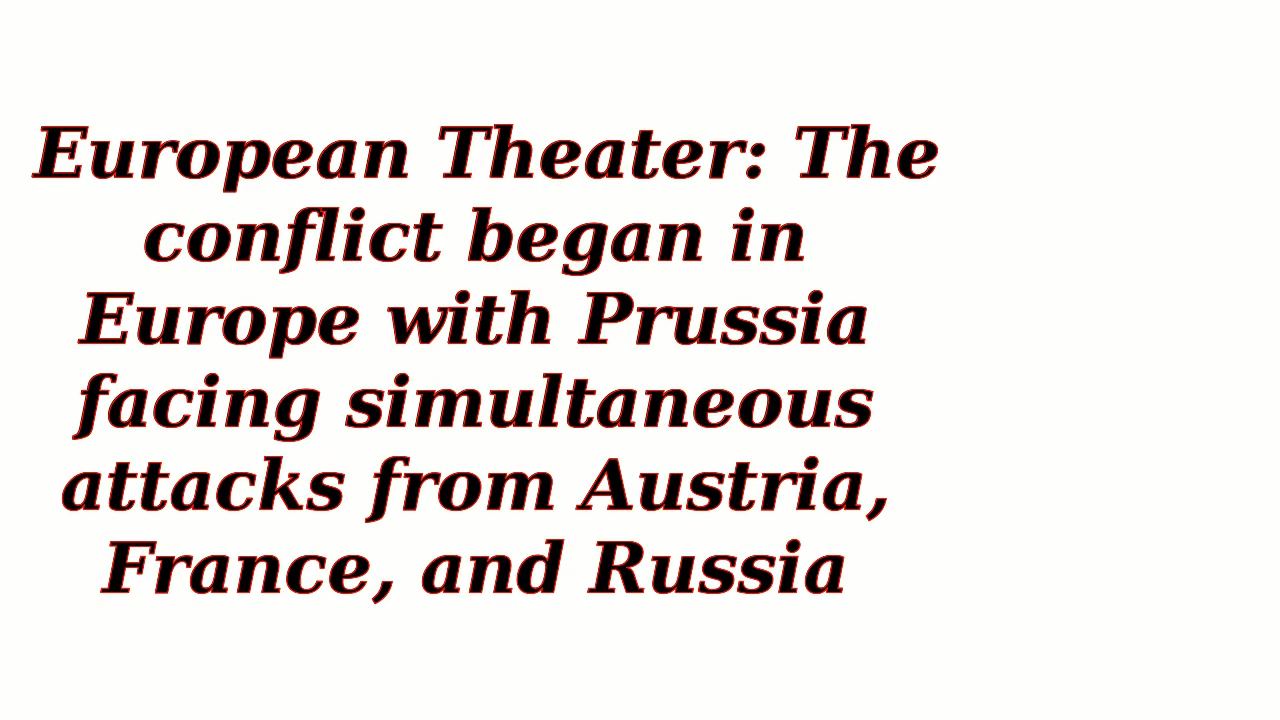 European Theater: The
conflict began in
Europe with Prussia
facing simultaneous
attacks from Austria,
France, and Russia